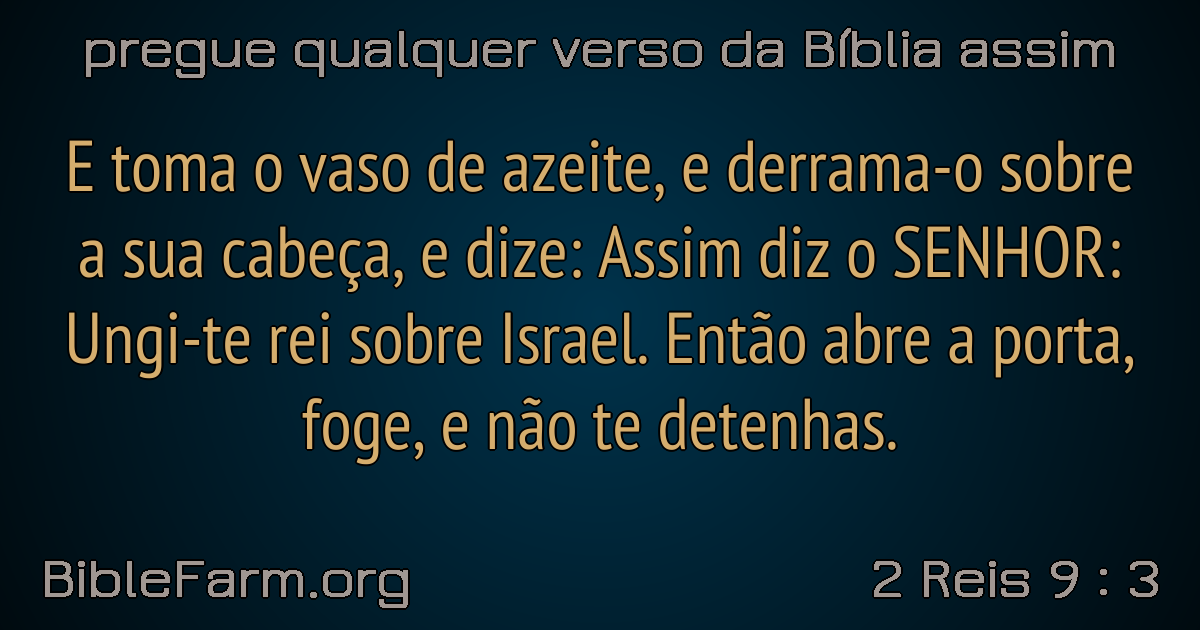 pregue qualquer verso da Bíblia assim
E toma o vaso de azeite, e derrama-o sobre
a sua cabeça, e dize: Assim diz o SENHOR:
Ungi-te rei sobre Israel. Então abre a porta,
foge, e não te detenhas.
BibleFarm.org
2 Reis 9 : 3